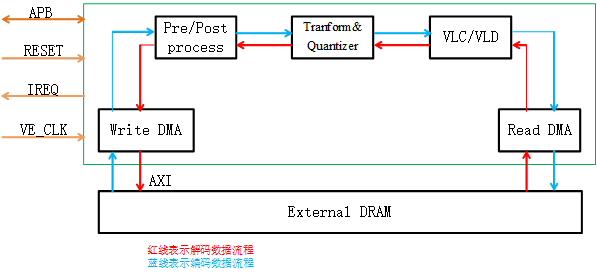 APB
RESET
IREQ
VE_CLK
Pre/Post
process
Tranform&
Quantizer
VLC/VLD
Write DMA
Read DMA
AXI
External DRAM
红线表示解码数据流程
蓝线表示编码数据流程